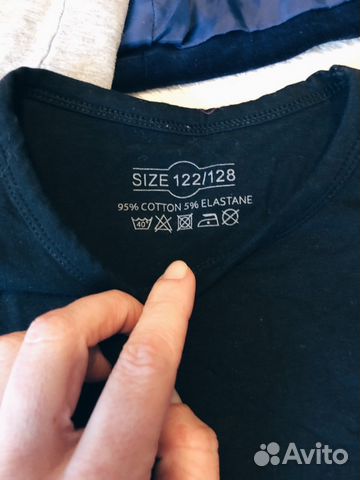 SIZE 122/128
95% COTTON 5% ELASTANE
40
Avito